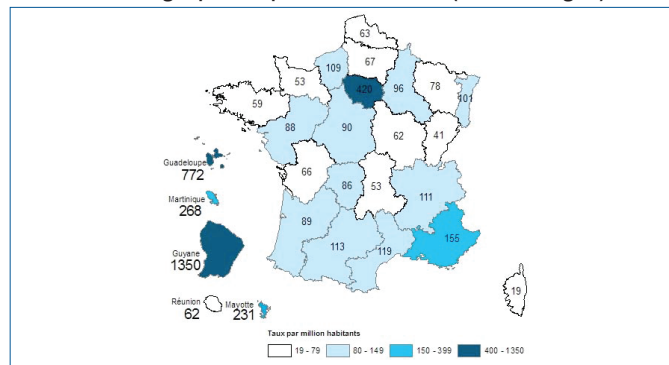 63
67
109
420
96
78
101
53
59
88
90
62
41
Guadeloupe
772
66
86
53
111
Martinique
268
89
113
119
155
Guyane
1350
19
Réunion
62
Mayotte
231
Taux par million habitants
19 - 79
80 - 149
150 - 399
400 - 1350